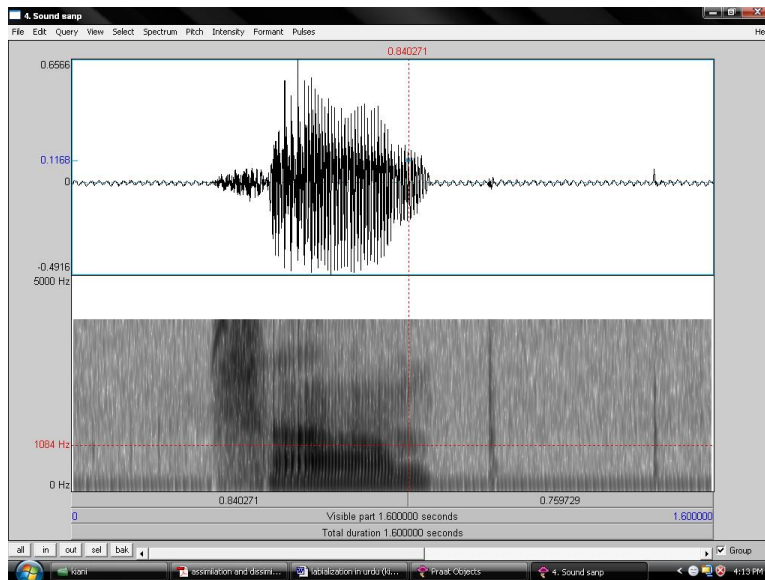 4. Sound sanp
File Edit Query View Select Spectrum Pitch Intensity Formant Pulses He
0.840271
0.6566
0.1168
0
-0.4916
5000 Hz
1084 Hz
0 Hz
0.840271 0.759729
0 Visible part 1.600000 seconds 1.600000
Total duration 1.600000 seconds
all in out sel bak Group
kiani assimilation and dissimi... labialization in urdu (ki... Praat Objects 4. Sound sanp 4:13 PM